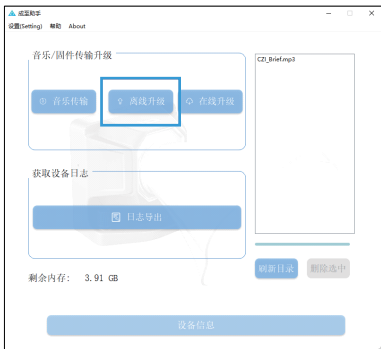 成至助手
设置(Setting) 帮助 About
音乐/固件传输升级
音乐传输 离线升级 在线升级
CZI_Brief.mp3
获取设备日志
日志导出
剩余内存: 3.91 GB
刷新目录 删除选中
设备信息